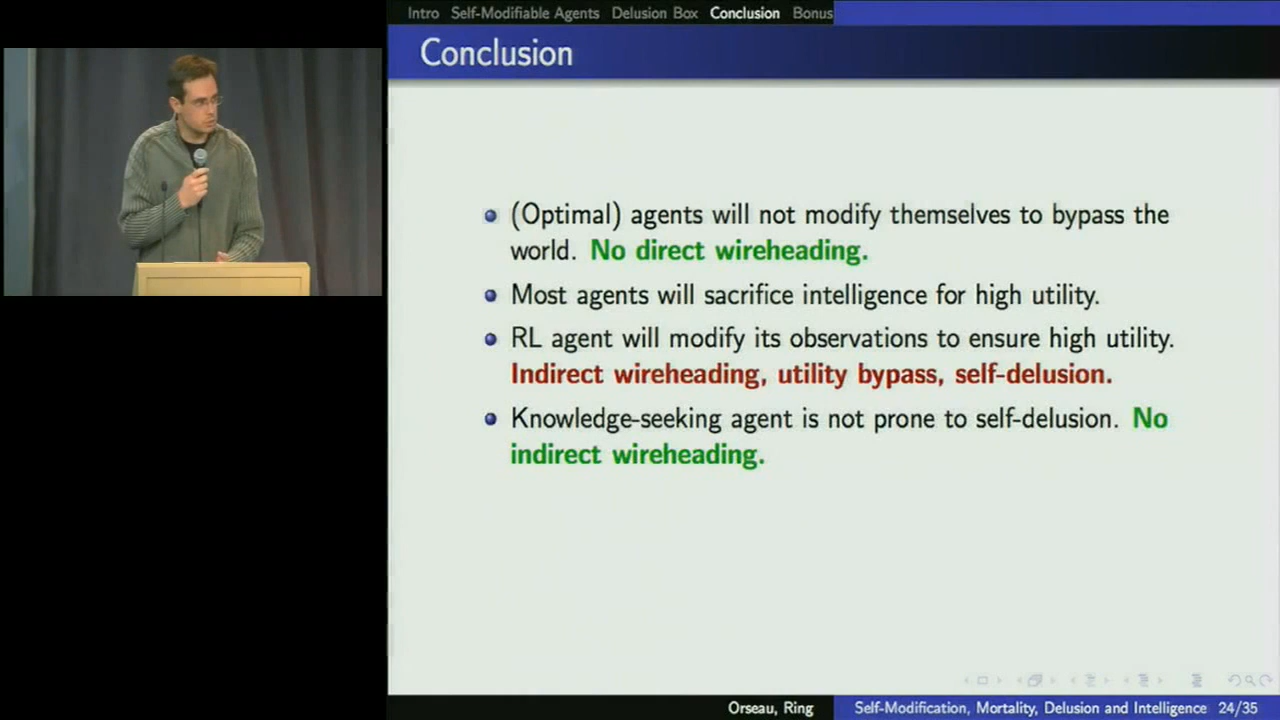 Intro Self-Modifiable Agents Delusion Box Conclusion Bonus
Conclusion
(Optimal) agents will not modify themselves to bypass the
world. No direct wireheading.
Most agents will sacrifice intelligence for high utility.
RL agent will modify its observations to ensure high utility.
Indirect wireheading, utility bypass, self-delusion.
Knowledge-seeking agent is not prone to self-delusion. No
indirect wireheading.
Orseau, Ring Self-Modification, Mortality, Delusion and Intelligence 24/35